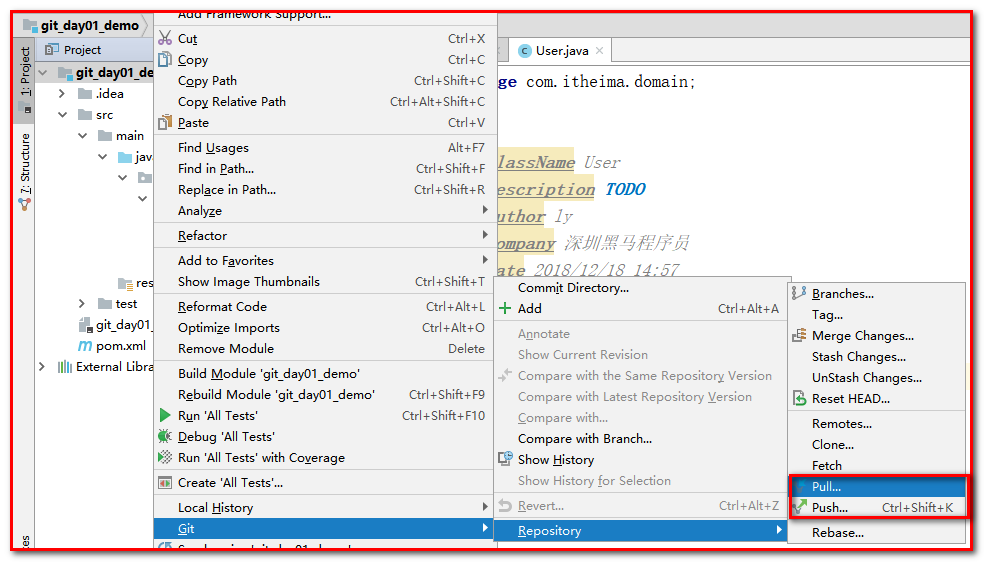 git_day01_demo
Project
1: Project
Z: Structure
git_day01_de
.idea
src
main
jav
res
test
git_day01_
pom.xml
External Libra
Add Framework Support...
Cut Ctrl+X
Copy Ctrl+C
Copy Path Ctrl+Shift+C
Copy Relative Path Ctrl+Alt+Shift+C
Paste Ctrl+V
Find Usages Alt+F7
Find in Path... Ctrl+Shift+F
Replace in Path... Ctrl+Shift+R
Analyze
Refactor
Add to Favorites
Show Image Thumbnails Ctrl+Shift+T
Reformat Code Ctrl+Alt+L
Optimize Imports Ctrl+Alt+O
Remove Module Delete
Build Module 'git_day01_demo'
Rebuild Module 'git_day01_demo' Ctrl+Shift+F9
Run 'All Tests' Ctrl+Shift+F10
Debug 'All Tests'
Run 'All Tests' with Coverage
Create 'All Tests'...
Local History
Git
User.java
ge com.itheima.domain;
lassName User
escription TODO
uthor ly
ompany 深圳黑马程序员
ate 2018/12/18 14:57
Commit Directory...
Add Ctrl+Alt+A
Annotate
Show Current Revision
Compare with the Same Repository Version
Compare with Latest Repository Version
Compare with...
Compare with Branch...
Show History
Show History for Selection
Revert... Ctrl+Alt+Z
Repository
Branches...
Tag...
Merge Changes...
Stash Changes...
UnStash Changes...
Reset HEAD...
Remotes...
Clone...
Fetch
Pull...
Push... Ctrl+Shift+K
Rebase...